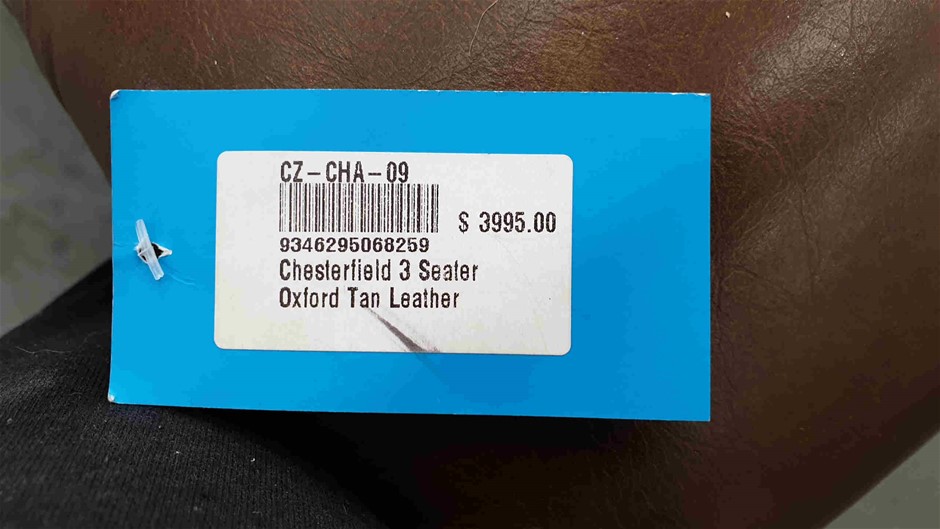 CZ-CHA-09
$ 3995.00
9346295068259
Chesterfield 3 Seater
Oxford Tan Leather